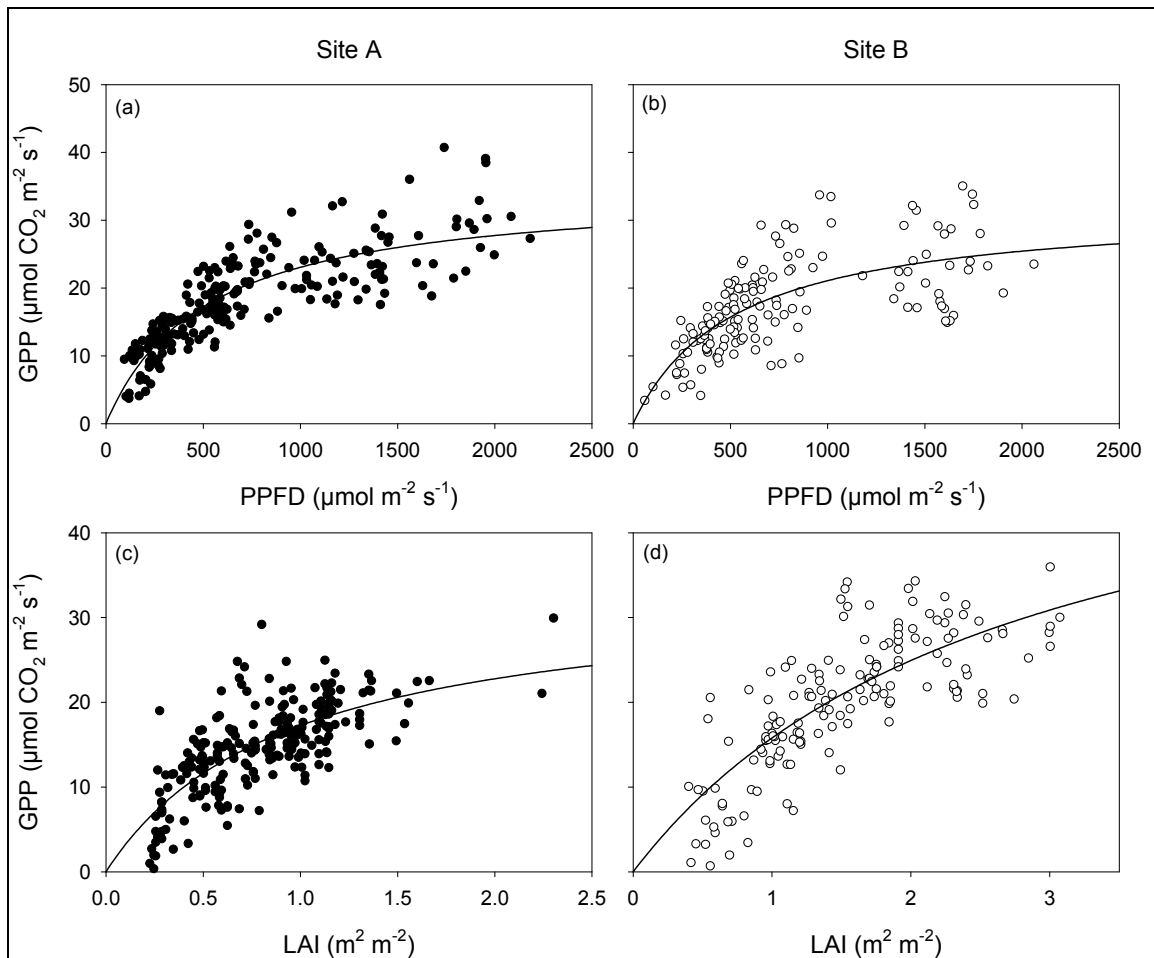 Site A
Site B
(a)
50
40
30
20
10
0
GPP (µmol CO₂ m⁻² s⁻¹)
0 500 1000 1500 2000 2500
PPFD (µmol m⁻² s⁻¹)
(b)
0 500 1000 1500 2000 2500
PPFD (µmol m⁻² s⁻¹)
(c)
40
30
20
10
0
GPP (µmol CO₂ m⁻² s⁻¹)
0.0 0.5 1.0 1.5 2.0 2.5
LAI (m² m⁻²)
(d)
0 1 2 3
LAI (m² m⁻²)